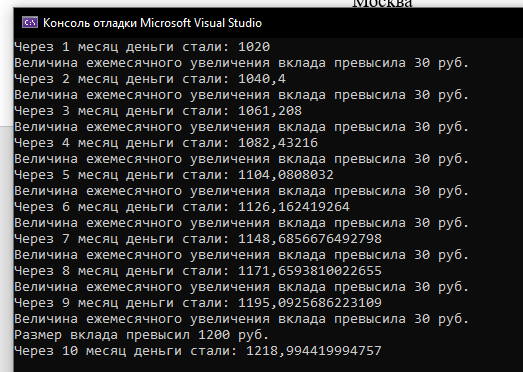 Москва
Консоль отладки Microsoft Visual Studio
Через 1 месяц деньги стали: 1020
Величина ежемесячного увеличения вклада превысила 30 руб.
Через 2 месяц деньги стали: 1040,4
Величина ежемесячного увеличения вклада превысила 30 руб.
Через 3 месяц деньги стали: 1061,208
Величина ежемесячного увеличения вклада превысила 30 руб.
Через 4 месяц деньги стали: 1082,43216
Величина ежемесячного увеличения вклада превысила 30 руб.
Через 5 месяц деньги стали: 1104,0808032
Величина ежемесячного увеличения вклада превысила 30 руб.
Через 6 месяц деньги стали: 1126,162419264
Величина ежемесячного увеличения вклада превысила 30 руб.
Через 7 месяц деньги стали: 1148,6856676492798
Величина ежемесячного увеличения вклада превысила 30 руб.
Через 8 месяц деньги стали: 1171,6593810022655
Величина ежемесячного увеличения вклада превысила 30 руб.
Через 9 месяц деньги стали: 1195,0925686223109
Величина ежемесячного увеличения вклада превысила 30 руб.
Размер вклада превысил 1200 руб.
Через 10 месяц деньги стали: 1218,994419994757